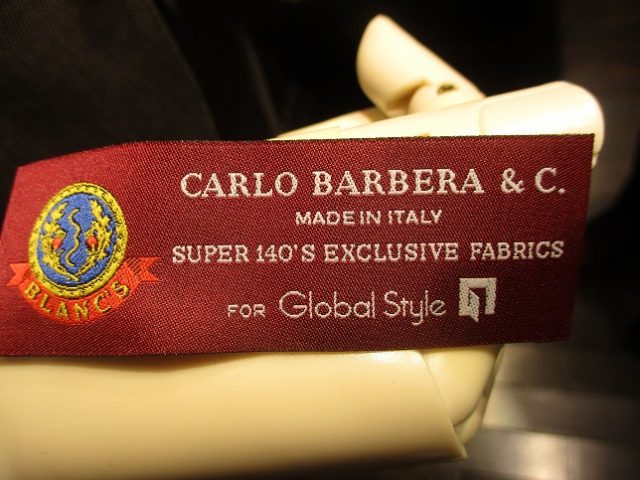 CARLO BARBERA & C.
MADE IN ITALY
SUPER 140'S EXCLUSIVE FABRICS
FOR Global Style
BLANC'S